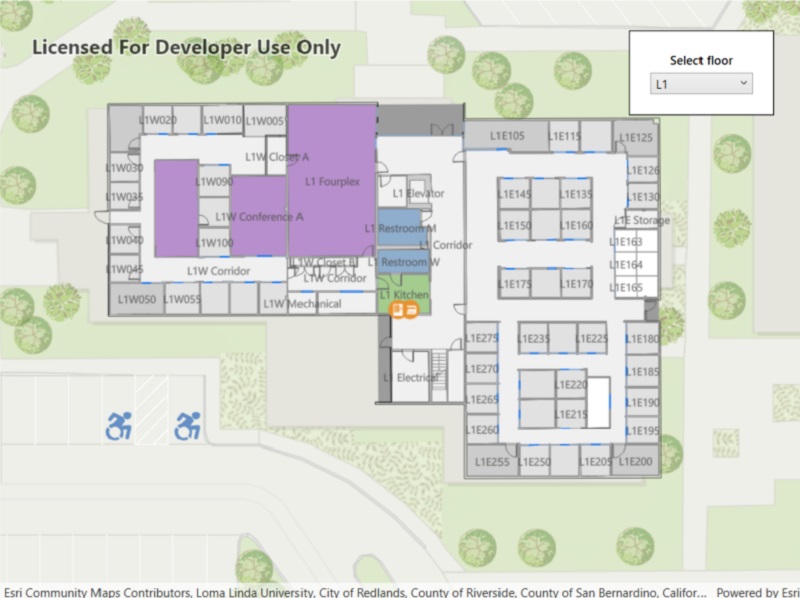 Licensed For Developer Use Only
Select floor
L1
L1W020
L1W010
L1W005
L1E105
L1E115
L1E125
L1W Closet A
L1W030
L1E126
L1W090
L1 Fourplex
L1 Elevator
L1E145
L1E135
L1W035
L1E130
L1W Conference A
L1 Restroom M
L1E150
L1E160
L1E Storage
L1W040
L1W100
L1 Corridor
L1E163
L1W045
L1W Corridor
L1W Closet B
L1 Restroom W
L1E164
L1W Corridor
L1E175
L1E170
L1E165
L1W050
L1W055
L1W Mechanical
L1 Kitchen
L1E275
L1E235
L1E225
L1E180
L1E270
L1E185
L1 Electrical
L1E220
L1E265
L1E190
L1E215
L1E260
L1E195
L1E255
L1E250
L1E205
L1E200
Esri Community Maps Contributors, Loma Linda University, City of Redlands, County of Riverside, County of San Bernardino, Califor... Powered by Esri